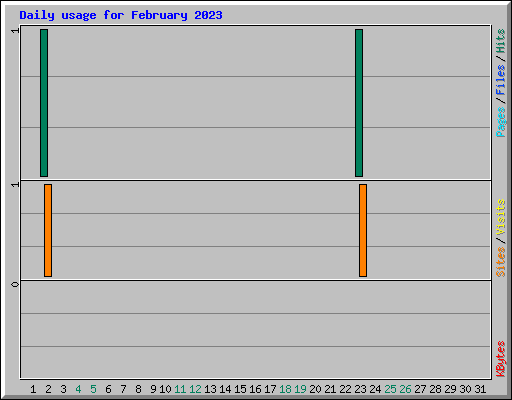 Daily usage for February 2023
1
1
0
Pages / Files / Hits
Sites / Visits
KBytes
1 2 3 4 5 6 7 8 9 10 11 12 13 14 15 16 17 18 19 20 21 22 23 24 25 26 27 28 29 30 31